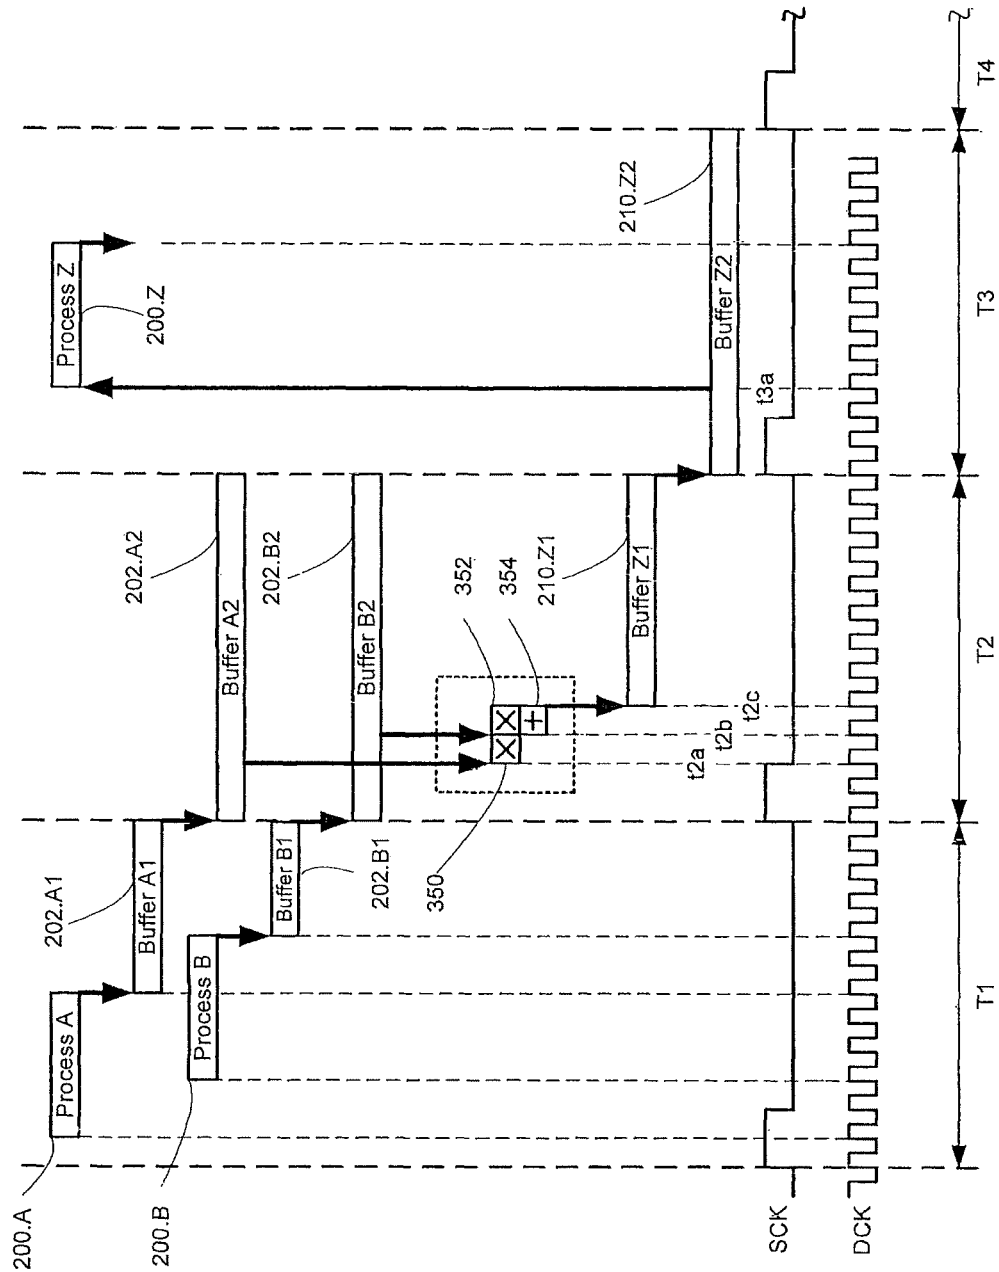 200.A
Process A
202.A1
Buffer A1
202.A2
Buffer A2
Process Z
200.Z
200.B
Process B
Buffer B1
202.B1
202.B2
Buffer B2
350
X
X
+
352
354
t2a
t2b
t2c
210.Z1
Buffer Z1
210.Z2
Buffer Z2
t3a
SCK
DCK
T1
T2
T3
T4